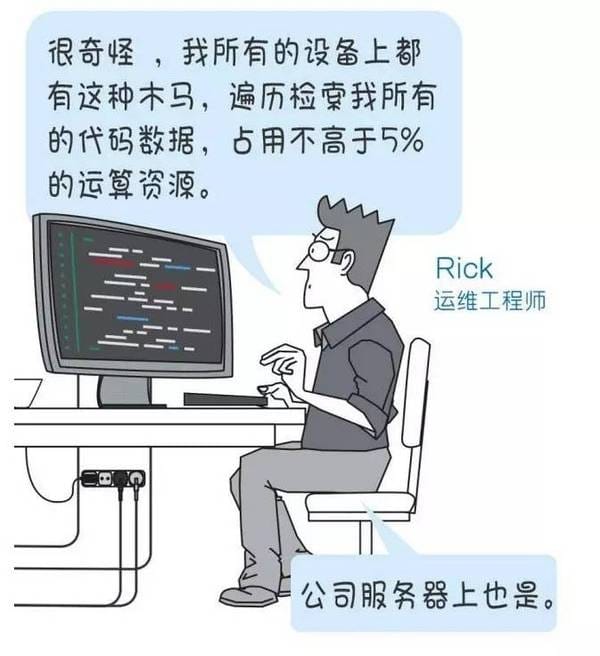 很奇怪，我所有的设备上都
有这种木马，遍历检索我所有
的代码数据，占用不高于5%
的运算资源。
Rick
运维工程师
公司服务器上也是。